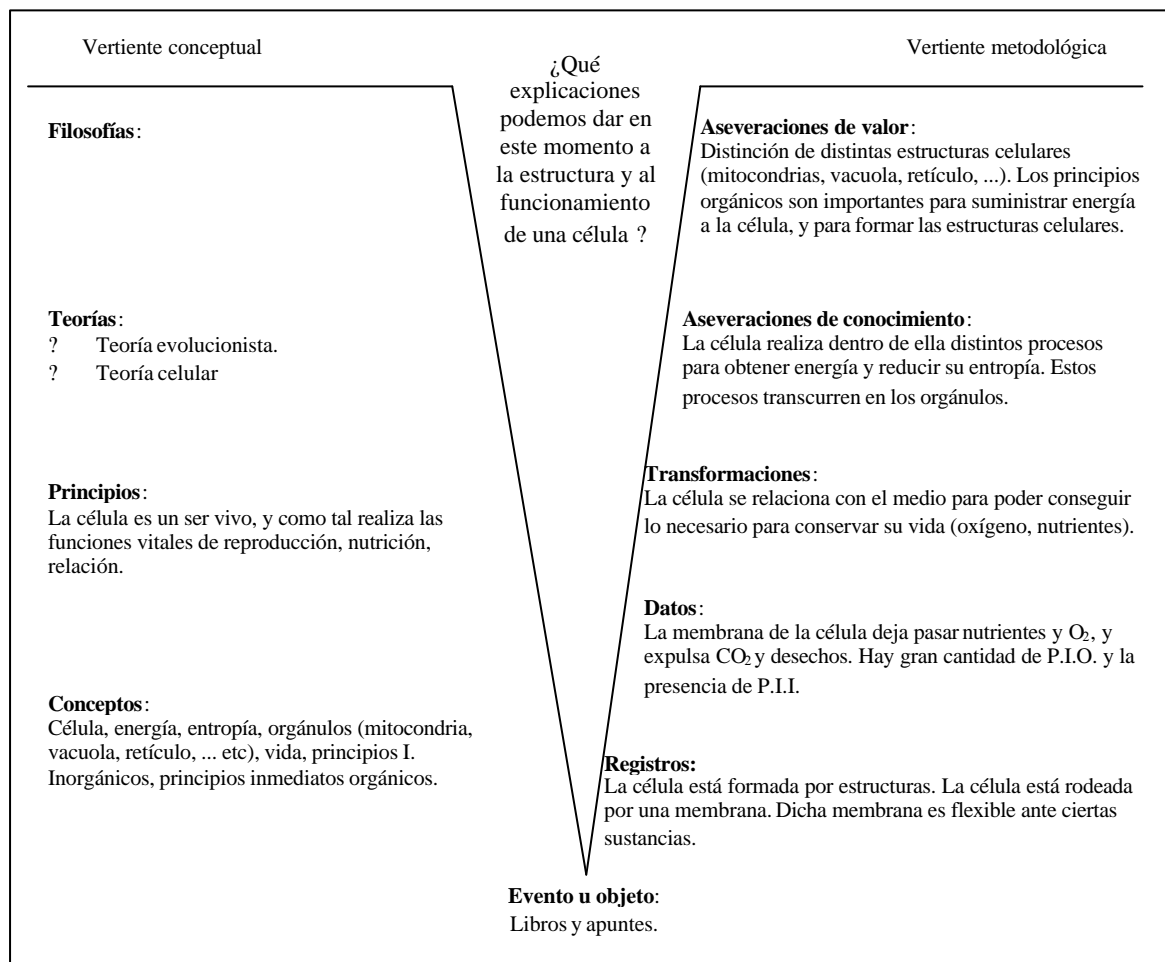 Vertiente conceptual
¿Qué
explicaciones
podemos dar en
este momento a
la estructura y al
funcionamiento
de una célula ?
Vertiente metodológica
Filosofías:
Teorías:
? Teoría evolucionista.
? Teoría celular
Principios:
La célula es un ser vivo, y como tal realiza las
funciones vitales de reproducción, nutrición,
relación.
Conceptos:
Célula, energía, entropía, orgánulos (mitocondria,
vacuola, retículo, ... etc), vida, principios I.
Inorgánicos, principios inmediatos orgánicos.
Aseveraciones de valor:
Distinción de distintas estructuras celulares
(mitocondrias, vacuola, retículo, ...). Los principios
orgánicos son importantes para suministrar energía
a la célula, y para formar las estructuras celulares.
Aseveraciones de conocimiento:
La célula realiza dentro de ella distintos procesos
para obtener energía y reducir su entropía. Estos
procesos transcurren en los orgánulos.
Transformaciones:
La célula se relaciona con el medio para poder conseguir
lo necesario para conservar su vida (oxígeno, nutrientes).
Datos:
La membrana de la célula deja pasar nutrientes y O₂, y
expulsa CO₂ y desechos. Hay gran cantidad de P.I.O. y la
presencia de P.I.I.
Registros:
La célula está formada por estructuras. La célula está rodeada
por una membrana. Dicha membrana es flexible ante ciertas
sustancias.
Evento u objeto:
Libros y apuntes.